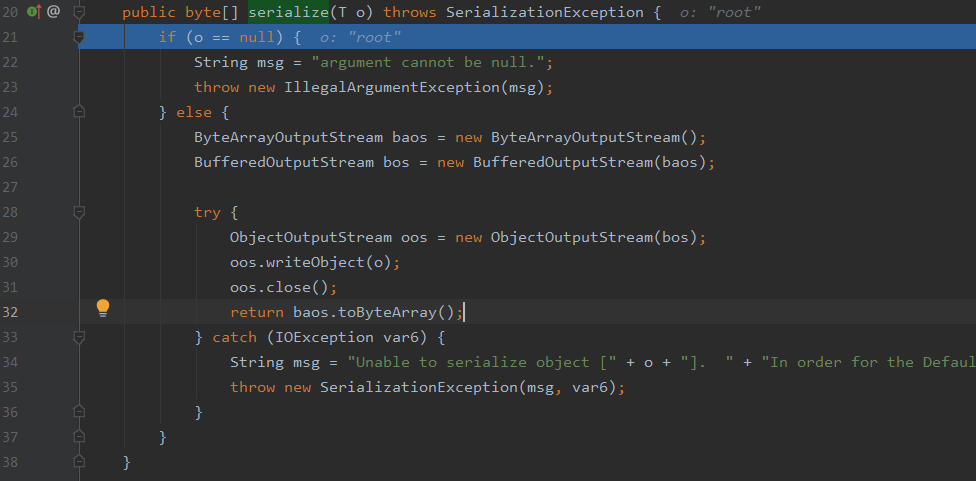 20 @ public byte[] serialize(T o) throws SerializationException { o: "root"
21 if (o == null) { o: "root"
22 String msg = "argument cannot be null.";
23 throw new IllegalArgumentException(msg);
24 } else {
25 ByteArrayOutputStream baos = new ByteArrayOutputStream();
26 BufferedOutputStream bos = new BufferedOutputStream(baos);
27
28 try {
29 ObjectOutputStream oos = new ObjectOutputStream(bos);
30 oos.writeObject(o);
31 oos.close();
32 return baos.toByteArray();
33 } catch (IOException var6) {
34 String msg = "Unable to serialize object [" + o + "].  " + "In order for the Defaul
35 throw new SerializationException(msg, var6);
36 }
37 }
38 }